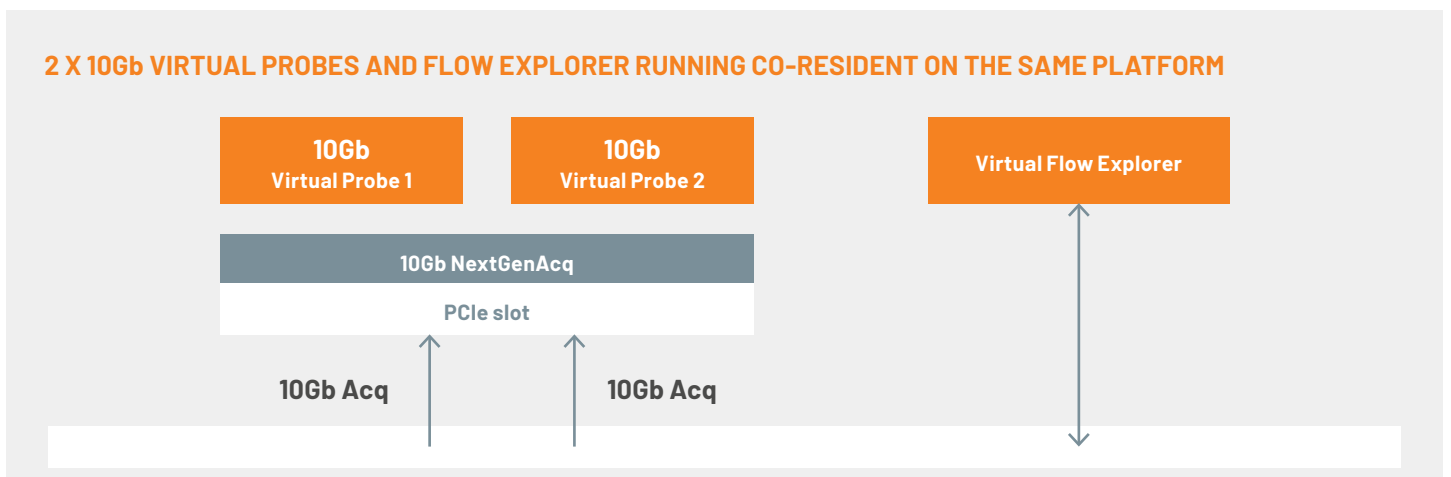 2 X 10Gb VIRTUAL PROBES AND FLOW EXPLORER RUNNING CO-RESIDENT ON THE SAME PLATFORM
10Gb
Virtual Probe 1
10Gb
Virtual Probe 2
Virtual Flow Explorer
10Gb NextGenAcq
PCIe slot
10Gb Acq
10Gb Acq